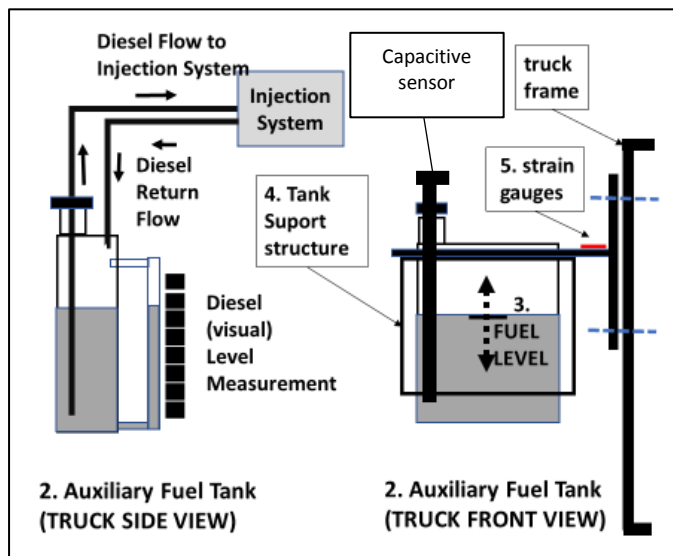 Diesel Flow to
Injection System
Injection
System
Diesel
Return
Flow
Diesel
(visual)
Level
Measurement
2. Auxiliary Fuel Tank
(TRUCK SIDE VIEW)
Capacitive
sensor
truck
frame
5. strain
gauges
4. Tank
Suport
structure
3.
FUEL
LEVEL
2. Auxiliary Fuel Tank
(TRUCK FRONT VIEW)